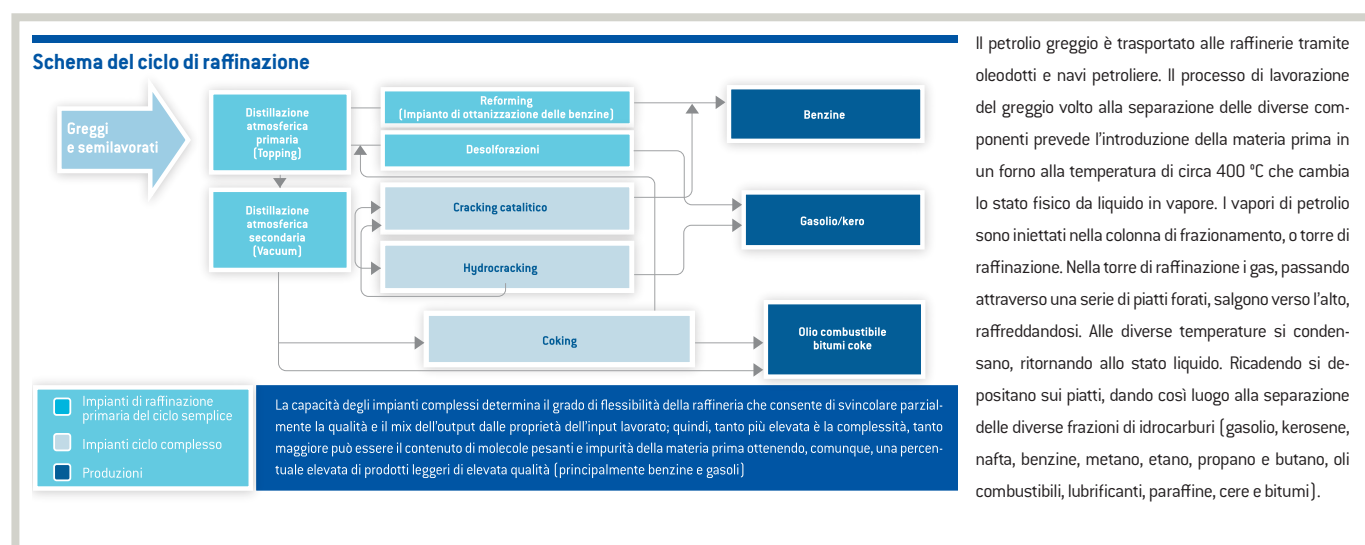 Schema del ciclo di raffinazione
Greggi
e semilavorati
Distillazione
atmosferica
primaria
(Topping)
Reforming
(Impianto di ottanizzazione delle benzine)
Desolforazioni
Distillazione
atmosferica
secondaria
(Vacuum)
Cracking catalitico
Hydrocracking
Coking
Benzine
Gasolio/kero
Olio combustibile
bitumi coke
Impianti di raffinazione
primaria del ciclo semplice
Impianti ciclo complesso
Produzioni
La capacità degli impianti complessi determina il grado di flessibilità della raffineria che consente di svincolare parzial-
mente la qualità e il mix dell'output dalle proprietà dell'input lavorato; quindi, tanto più elevata è la complessità, tanto
maggiore può essere il contenuto di molecole pesanti e impurità della materia prima ottenendo, comunque, una percen-
tuale elevata di prodotti leggeri di elevata qualità (principalmente benzine e gasoli)
Il petrolio greggio è trasportato alle raffinerie tramite
oleodotti e navi petroliere. Il processo di lavorazione
del greggio volto alla separazione delle diverse com-
ponenti prevede l'introduzione della materia prima in
un forno alla temperatura di circa 400 °C che cambia
lo stato fisico da liquido in vapore. I vapori di petrolio
sono iniettati nella colonna di frazionamento, o torre di
raffinazione. Nella torre di raffinazione i gas, passando
attraverso una serie di piatti forati, salgono verso l'alto,
raffreddandosi. Alle diverse temperature si conden-
sano, ritornando allo stato liquido. Ricadendo si de-
positano sui piatti, dando così luogo alla separazione
delle diverse frazioni di idrocarburi (gasolio, kerosene,
nafta, benzine, metano, etano, propano e butano, oli
combustibili, lubrificanti, paraffine, cere e bitumi).